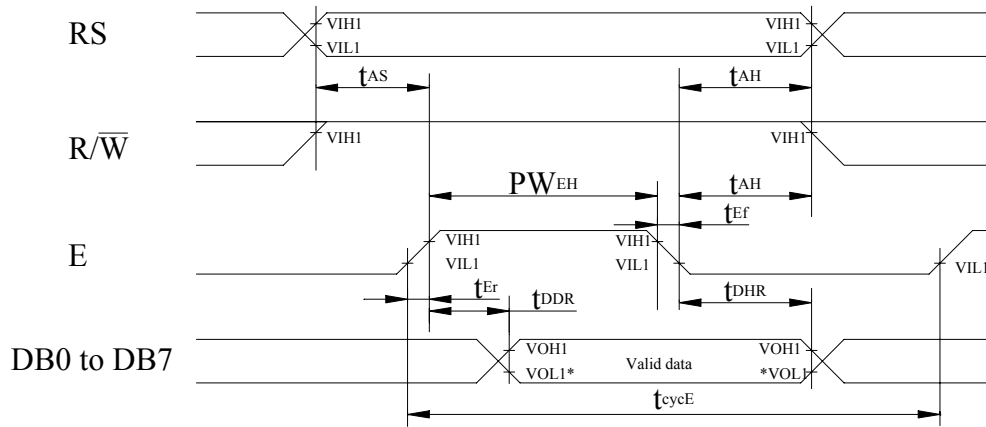 RS
VIH1
VIL1
VIH1
VIL1
tAS
tAH
R/W̅
VIH1
VIH1
PWEH
tAH
tEf
E
VIH1
VIL1
VIH1
VIL1
VIL1
tEr
tDDR
tDHR
DB0 to DB7
VOH1
VOL1*
Valid data
VOH1
*VOL1
tcycE